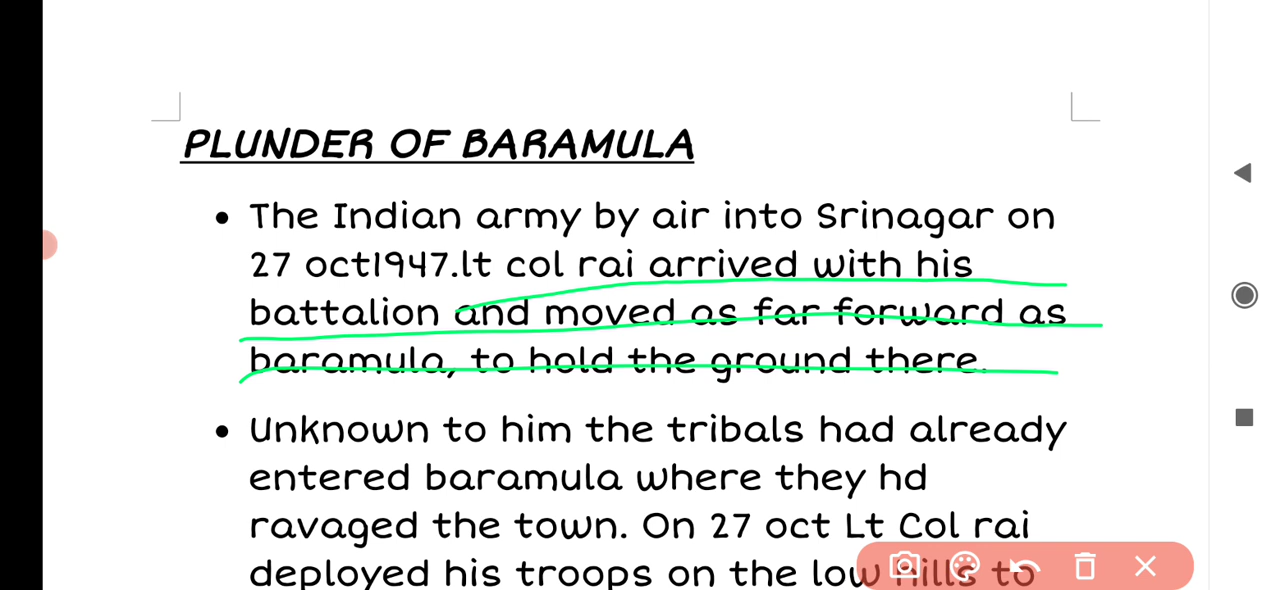 PLUNDER OF BARAMULA
• The Indian army by air into Srinagar on
27 oct1947.lt col rai arrived with his
battalion and moved as far forward as
baramula, to hold the ground there.
• Unknown to him the tribals had already
entered baramula where they hd
ravaged the town. On 27 oct Lt Col rai
deployed his troops on the low hills to